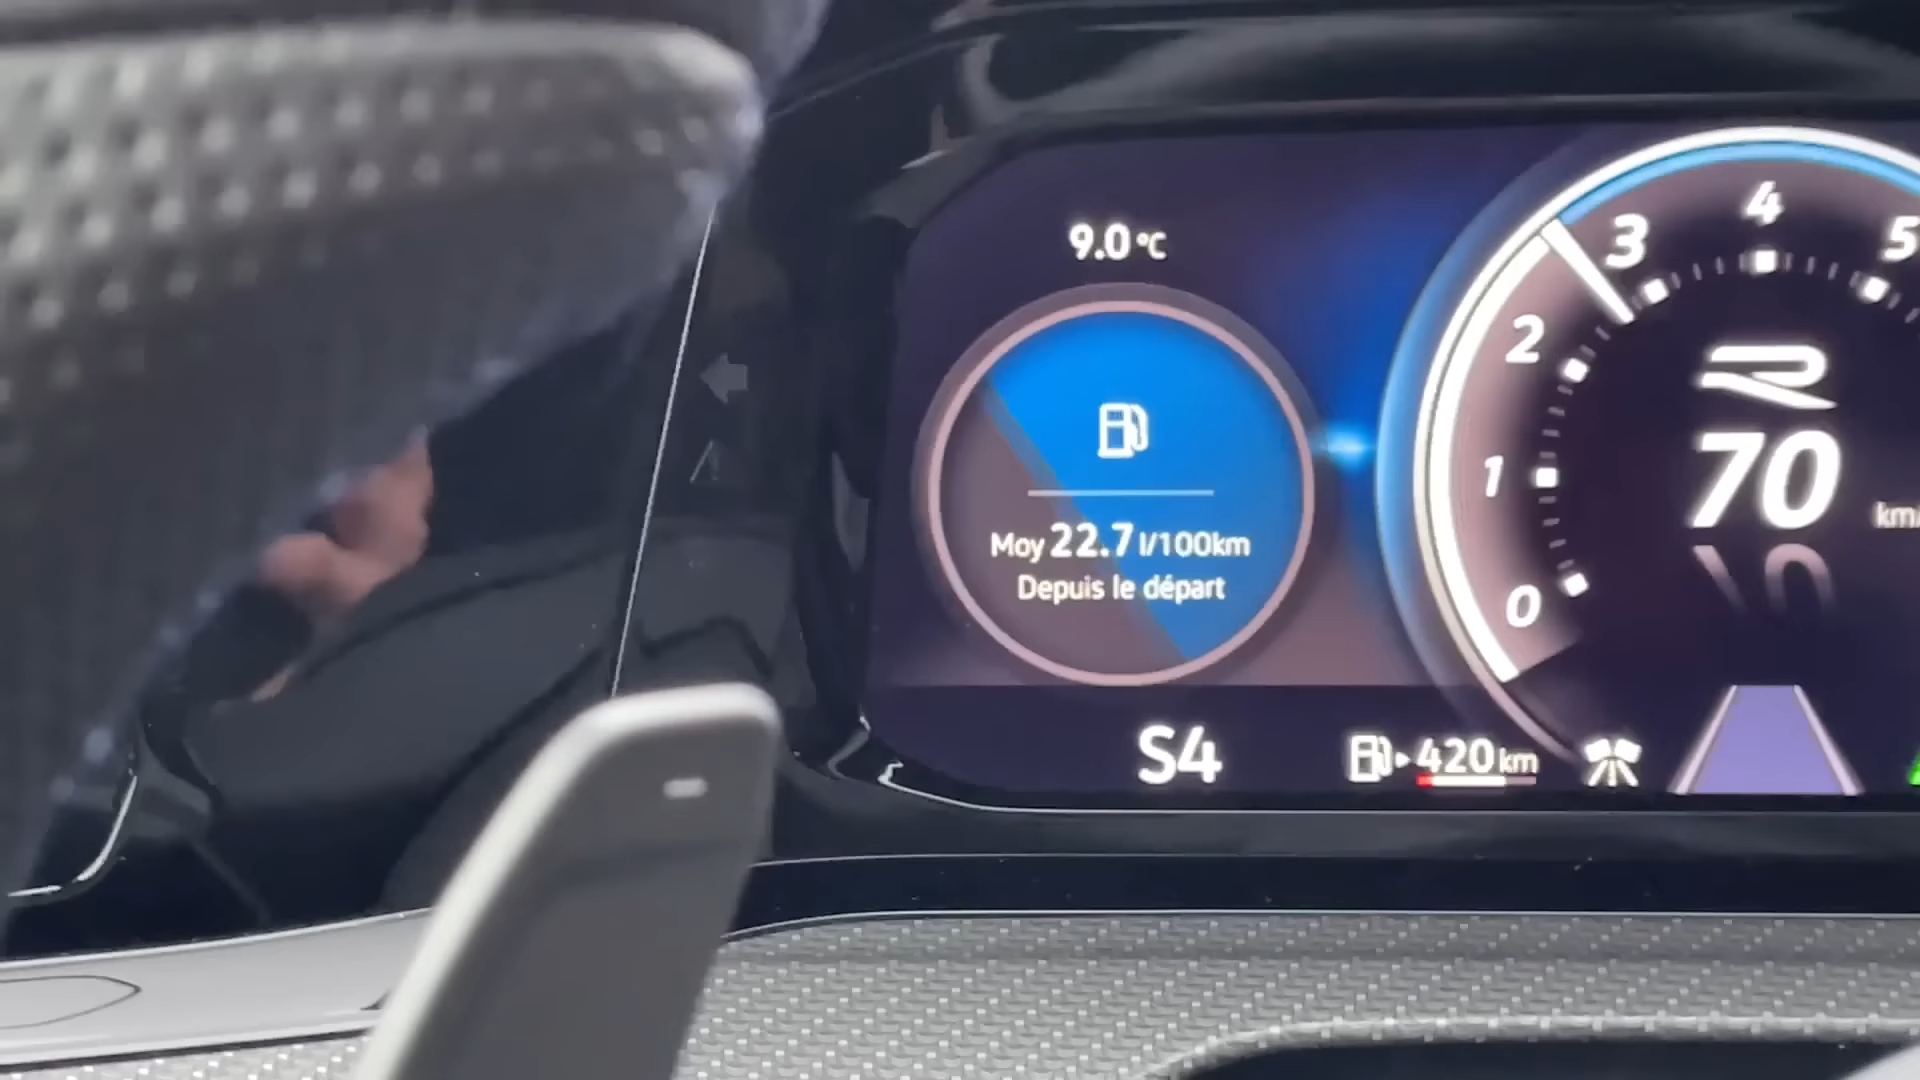 9.0 °C
Moy 22.7 l/100km
Depuis le départ
S4
420 km
0
1
2
3
4
5
R
70
km/